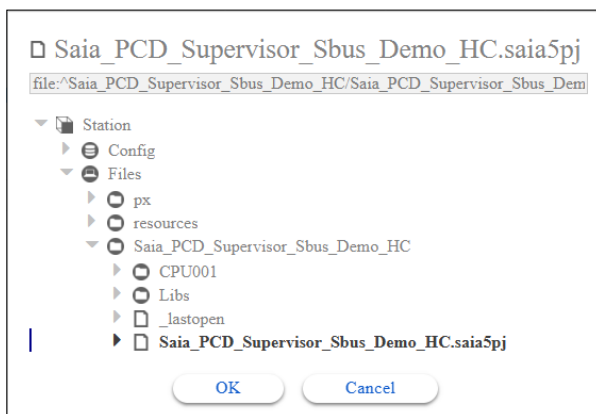 Saia_PCD_Supervisor_Sbus_Demo_HC.saia5pj
file:^Saia_PCD_Supervisor_Sbus_Demo_HC/Saia_PCD_Supervisor_Sbus_Dem
Station
Config
Files
px
resources
Saia_PCD_Supervisor_Sbus_Demo_HC
CPU001
Libs
_lastopen
Saia_PCD_Supervisor_Sbus_Demo_HC.saia5pj
OK Cancel